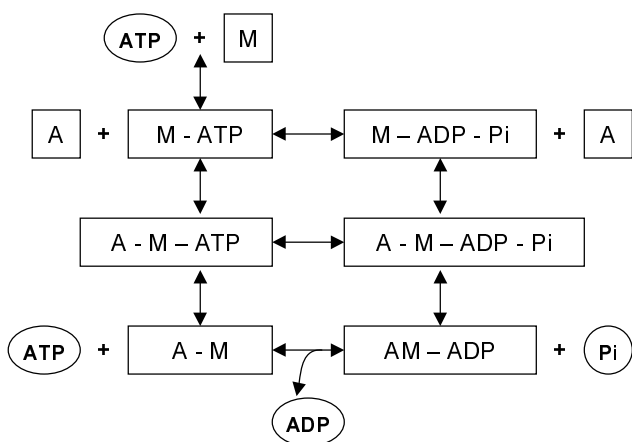 ATP + M
A + M - ATP M – ADP - Pi + A
A - M – ATP A - M – ADP - Pi
ATP + A - M AM – ADP + Pi
ADP